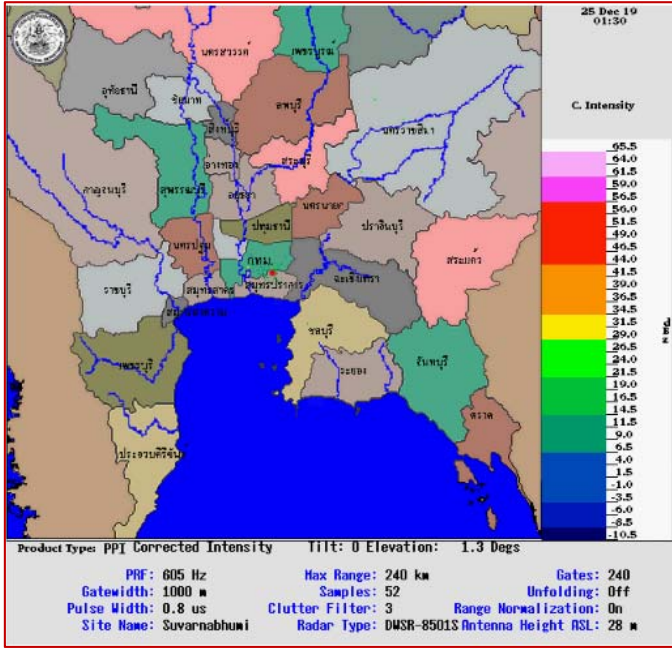 25 Dec 19
01:30
C. Intensity
นครสวรรค์
เพชรบูรณ์
อุทัยธานี
ชัยนาท
ลพบุรี
สิงห์บุรี
นครราชสีมา
อ่างทอง
สระบุรี
กาญจนบุรี
สุพรรณบุรี
อยุธยา
นครนายก
ปราจีนบุรี
ปทุมธานี
นครปฐม
กทม.
สระแก้ว
ราชบุรี
สมุทรสาคร
สมุทรปราการ
ฉะเชิงเทรา
สมุทรสงคราม
ชลบุรี
เพชรบุรี
ระยอง
จันทบุรี
ตราด
ประจวบคีรีขันธ์
65.5
64.0
61.5
59.0
56.5
56.0
51.5
49.0
46.5
44.0
41.5
39.0
36.5
34.0
31.5
29.0
26.5
24.0
21.5
19.0
16.5
14.0
11.5
9.0
6.5
4.0
1.5
-1.0
-3.5
-6.0
-8.5
-10.5
Product Type: PPI Corrected Intensity Tilt: 0 Elevation: 1.3 Degs
PRF: 605 Hz Max Range: 240 km Gates: 240
Gatewidth: 1000 m Samples: 52 Unfolding: Off
Pulse Width: 0.8 us Clutter Filter: 3 Range Normalization: On
Site Name: Suvarnabhumi Radar Type: DWSR-8501S Antenna Height ASL: 28 m